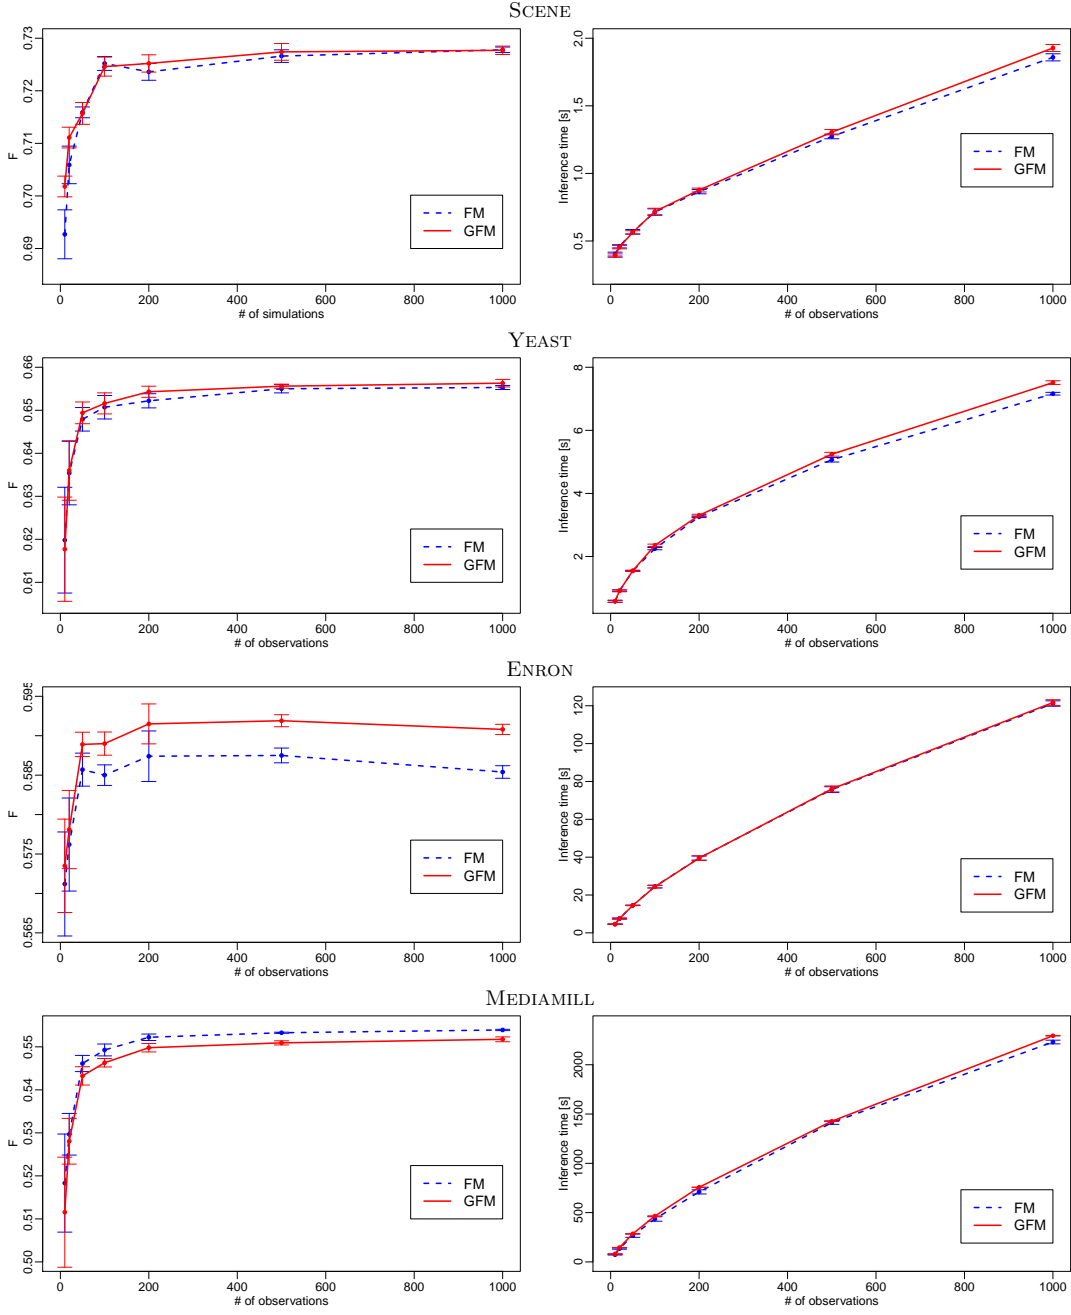 SCENE
F
0.69 0.70 0.71 0.72 0.73
0 200 400 600 800 1000
# of simulations
FM
GFM
Inference time [s]
0.5 1.0 1.5 2.0
0 200 400 600 800 1000
# of observations
FM
GFM
YEAST
F
0.61 0.62 0.63 0.64 0.65 0.66
0 200 400 600 800 1000
# of observations
FM
GFM
Inference time [s]
2 4 6 8
0 200 400 600 800 1000
# of observations
FM
GFM
ENRON
F
0.565 0.575 0.585 0.595
0 200 400 600 800 1000
# of observations
FM
GFM
Inference time [s]
0 20 40 60 80 100 120
0 200 400 600 800 1000
# of observations
FM
GFM
MEDIAMILL
F
0.50 0.51 0.52 0.53 0.54 0.55
0 200 400 600 800 1000
# of observations
FM
GFM
Inference time [s]
0 500 1000 1500 2000
0 200 400 600 800 1000
# of observations
FM
GFM